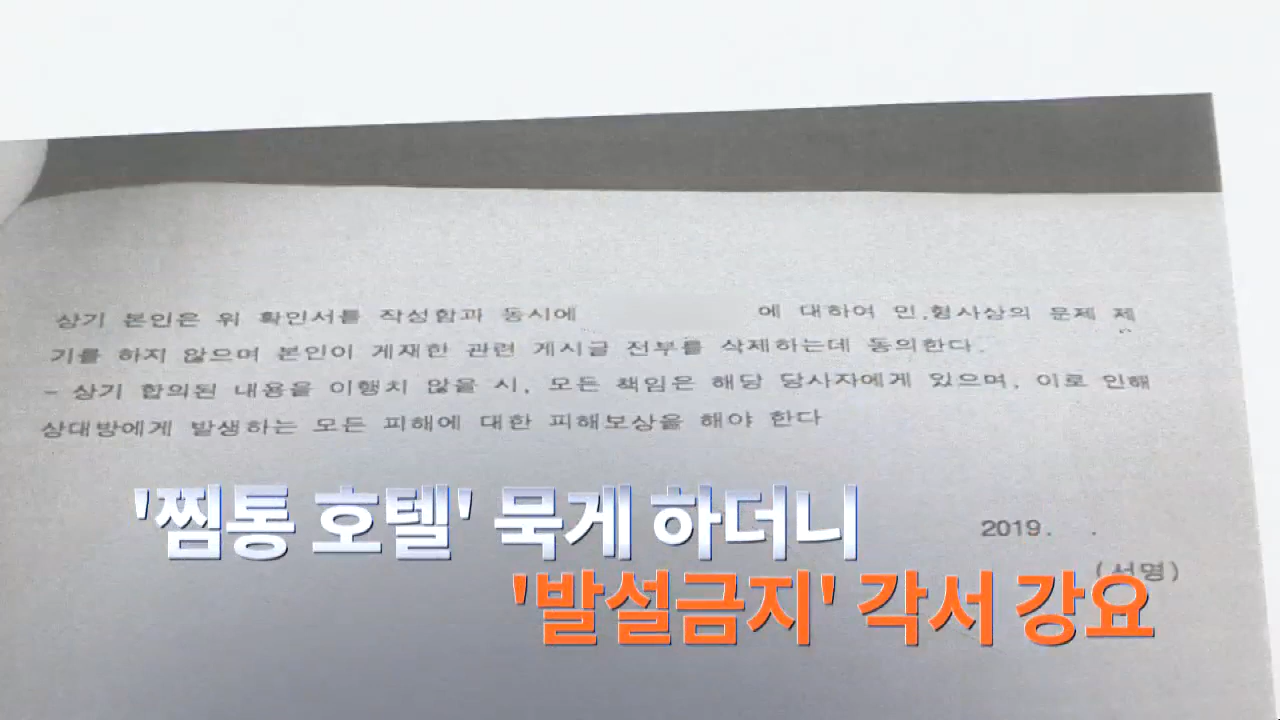 상기 본인은 위 확인서를 작성함과 동시에 에 대하여 민,형사상의 문제 제
기를 하지 않으며 본인이 게재한 관련 게시글 전부를 삭제하는데 동의한다.
- 상기 합의된 내용을 이행치 않을 시, 모든 책임은 해당 당사자에게 있으며, 이로 인해
상대방에게 발생하는 모든 피해에 대한 피해보상을 해야 한다
'찜통 호텔' 묵게 하더니
2019. .
(서명)
'발설금지' 각서 강요